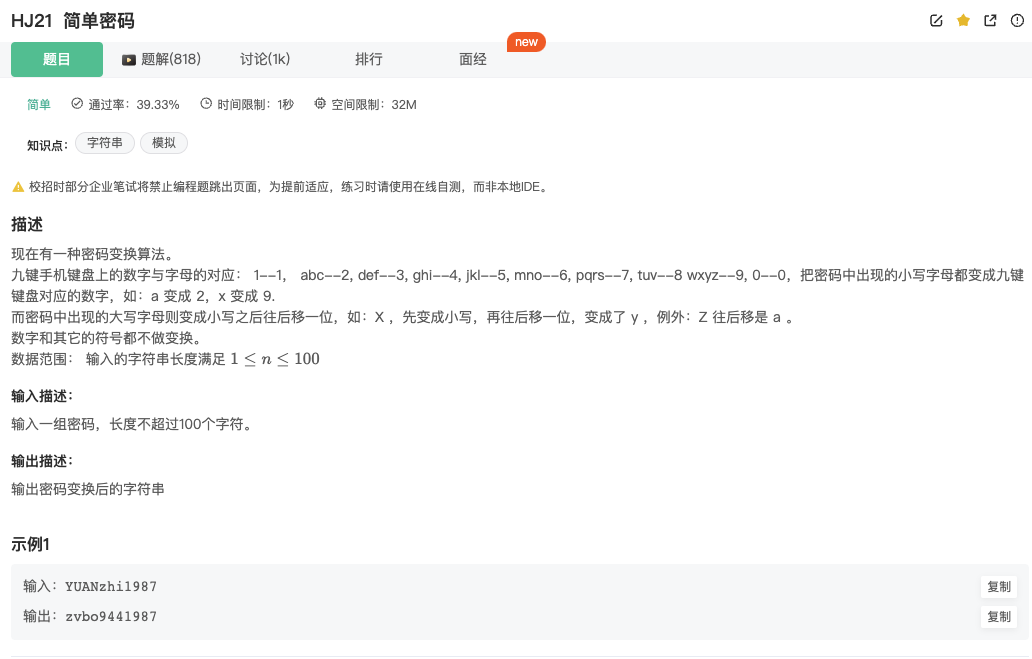 HJ21 简单密码
题目 题解(818) 讨论(1k) 排行 面经 new
简单 通过率：39.33% 时间限制：1秒 空间限制：32M
知识点： 字符串 模拟
校招时部分企业笔试将禁止编程题跳出页面，为提前适应，练习时请使用在线自测，而非本地IDE。
描述
现在有一种密码变换算法。
九键手机键盘上的数字与字母的对应： 1--1， abc--2, def--3, ghi--4, jkl--5, mno--6, pqrs--7, tuv--8 wxyz--9, 0--0，把密码中出现的小写字母都变成九键
键盘对应的数字，如：a 变成 2，x 变成 9.
而密码中出现的大写字母则变成小写之后往后移一位，如：X ，先变成小写，再往后移一位，变成了 y ，例外：Z 往后移是 a 。
数字和其它的符号都不做变换。
数据范围： 输入的字符串长度满足 1 ≤ n ≤ 100
输入描述：
输入一组密码，长度不超过100个字符。
输出描述：
输出密码变换后的字符串
示例1
输入：YUANzhi1987 复制
输出：zvbo9441987 复制